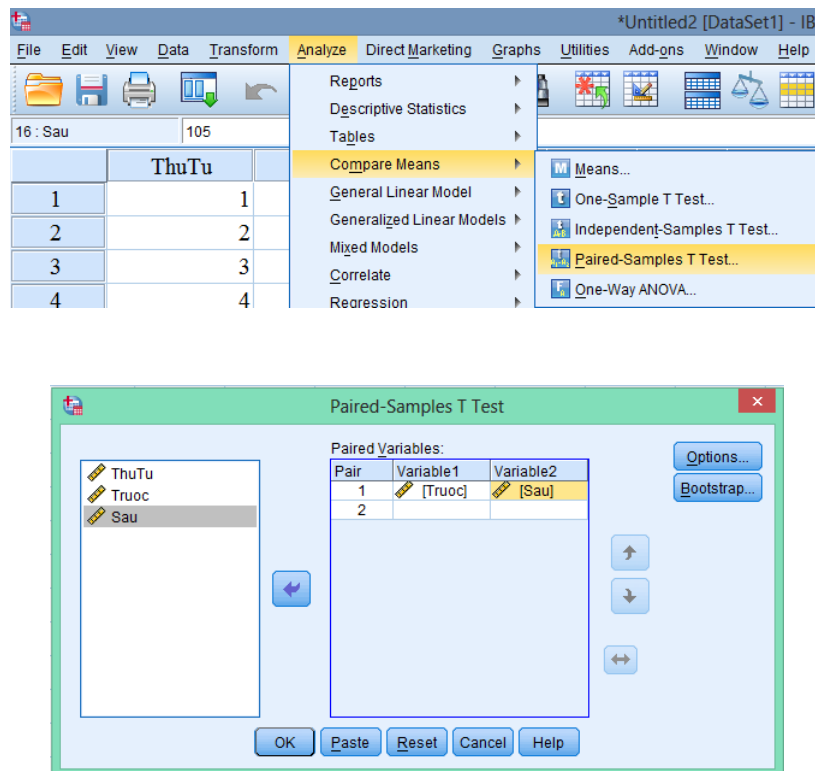 *Untitled2 [DataSet1] - IB
File Edit View Data Transform Analyze Direct Marketing Graphs Utilities Add-ons Window Help
Reports
Descriptive Statistics
16 : Sau 105
Tables
ThuTu
Compare Means
M Means...
1 1
General Linear Model
One-Sample T Test...
Generalized Linear Models
Independent-Samples T Test...
2 2
Mixed Models
Paired-Samples T Test...
3 3
Correlate
One-Way ANOVA...
4 4
Regression
Paired-Samples T Test
Paired Variables:
ThuTu
Truoc
Sau
Pair Variable1 Variable2
1 [Truoc] [Sau]
2
Options...
Bootstrap...
OK Paste Reset Cancel Help